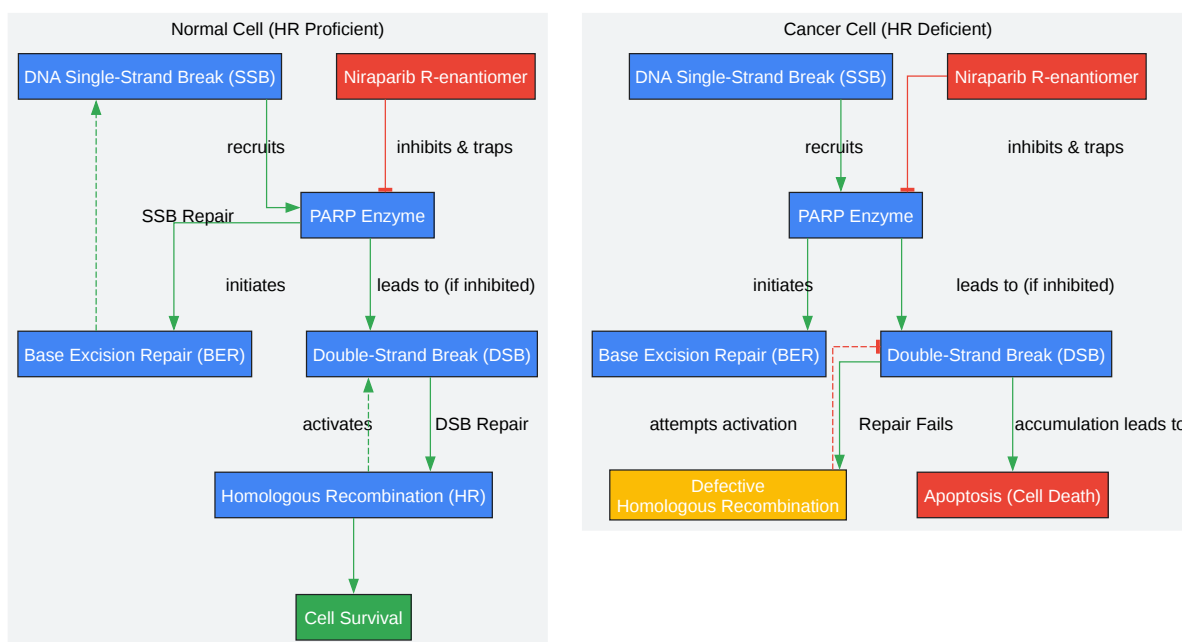 Normal Cell (HR Proficient)
DNA Single-Strand Break (SSB)
Niraparib R-enantiomer
recruits
inhibits & traps
SSB Repair
PARP Enzyme
initiates
leads to (if inhibited)
Base Excision Repair (BER)
Double-Strand Break (DSB)
activates
DSB Repair
Homologous Recombination (HR)
Cell Survival
Cancer Cell (HR Deficient)
DNA Single-Strand Break (SSB)
Niraparib R-enantiomer
recruits
inhibits & traps
PARP Enzyme
initiates
leads to (if inhibited)
Base Excision Repair (BER)
Double-Strand Break (DSB)
attempts activation
Repair Fails
accumulation leads to
Defective
Homologous Recombination
Apoptosis (Cell Death)